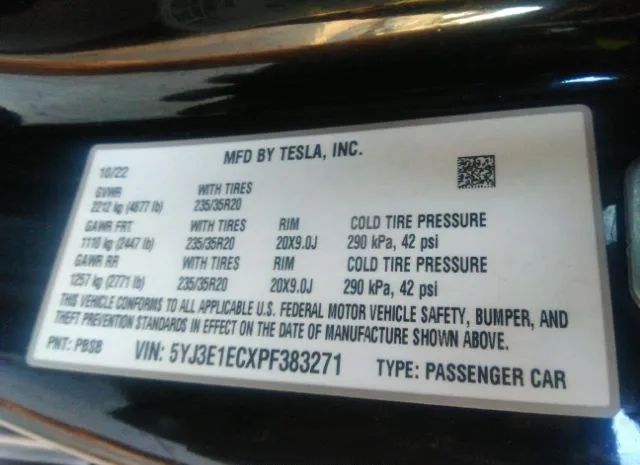 MFD BY TESLA, INC.
10/22
GVWR WITH TIRES
2212 kg (4877 lb) 235/35R20
GAWR FRT WITH TIRES RIM COLD TIRE PRESSURE
1110 kg (2447 lb) 235/35R20 20X9.0J 290 kPa, 42 psi
GAWR RR WITH TIRES RIM COLD TIRE PRESSURE
1257 kg (2771 lb) 235/35R20 20X9.0J 290 kPa, 42 psi
THIS VEHICLE CONFORMS TO ALL APPLICABLE U.S. FEDERAL MOTOR VEHICLE SAFETY, BUMPER, AND
THEFT PREVENTION STANDARDS IN EFFECT ON THE DATE OF MANUFACTURE SHOWN ABOVE.
PNT: PBSB VIN: 5YJ3E1ECXPF383271 TYPE: PASSENGER CAR